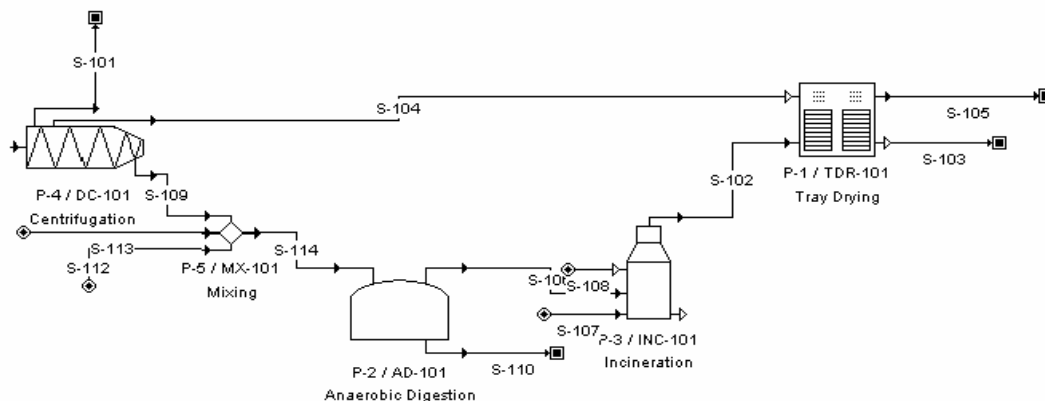 S-101
S-104
S-105
S-103
S-102
P-1 / TDR-101
Tray Drying
P-4 / DC-101
S-109
Centrifugation
S-113
S-114
S-112
P-5 / MX-101
Mixing
S-108
S-107
P-3 / INC-101
Incineration
P-2 / AD-101
S-110
Anaerobic Digestion